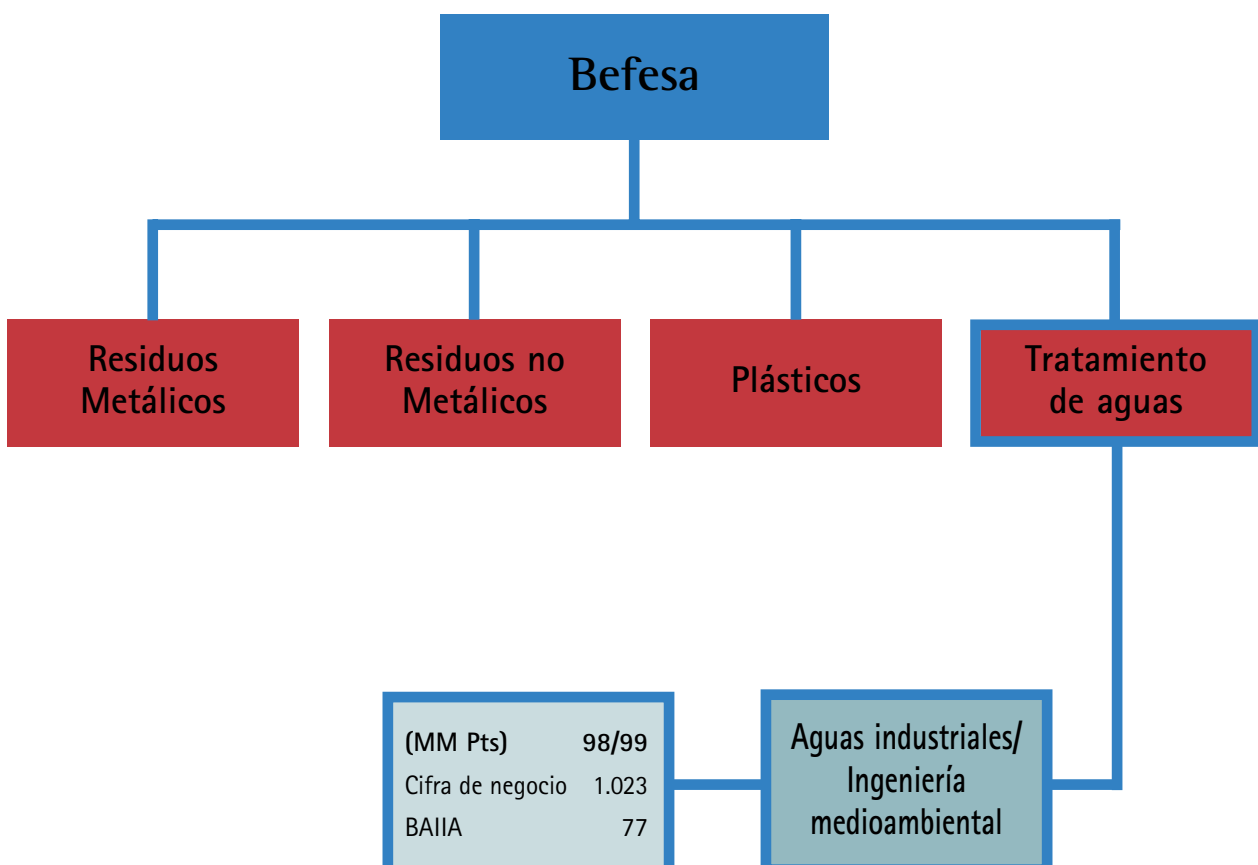 Befesa
Residuos
Metálicos
Residuos no
Metálicos
Plásticos
Tratamiento
de aguas
(MM Pts) 98/99
Cifra de negocio 1.023
BAIIA 77
Aguas industriales/
Ingeniería
medioambiental